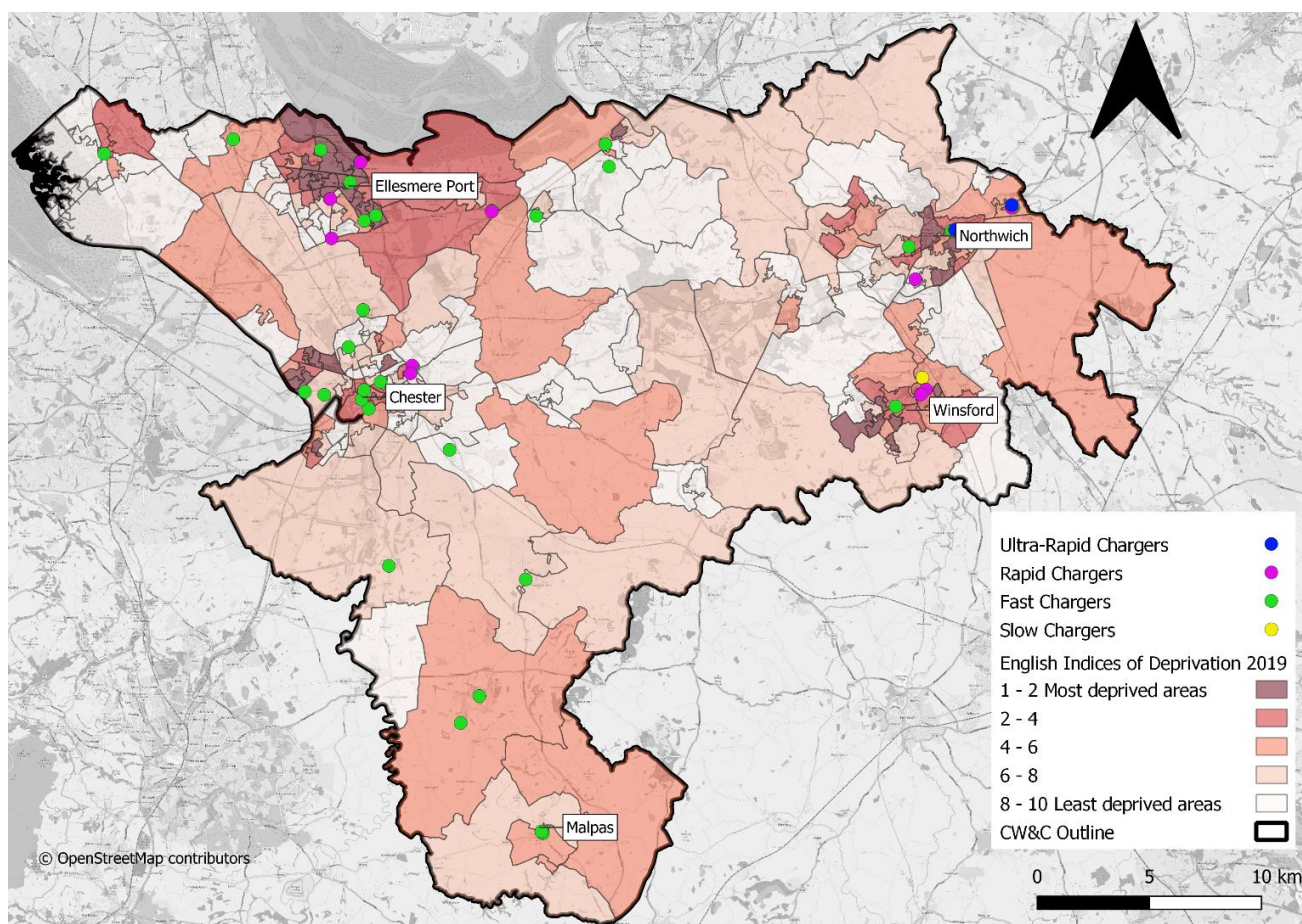 Ellesmere Port
Northwich
Chester
Winsford
Malpas
Ultra-Rapid Chargers
Rapid Chargers
Fast Chargers
Slow Chargers
English Indices of Deprivation 2019
1 - 2 Most deprived areas
2 - 4
4 - 6
6 - 8
8 - 10 Least deprived areas
CW&C Outline
© OpenStreetMap contributors
0 5 10 km